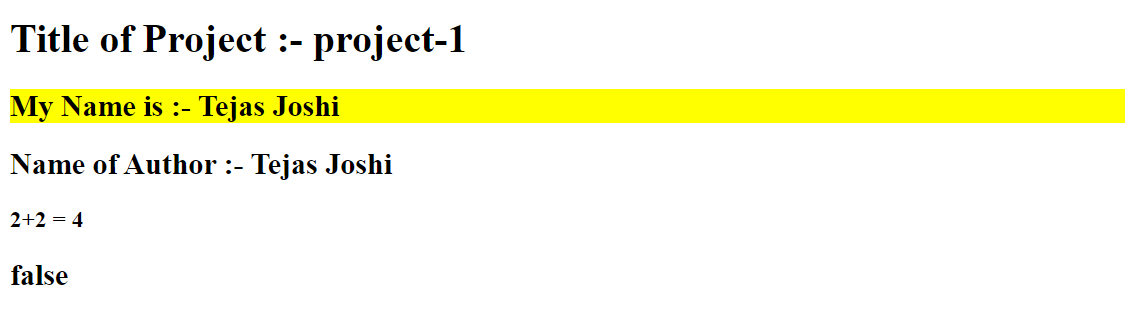 Title of Project :- project-1
My Name is :- Tejas Joshi
Name of Author :- Tejas Joshi
2+2 = 4
false